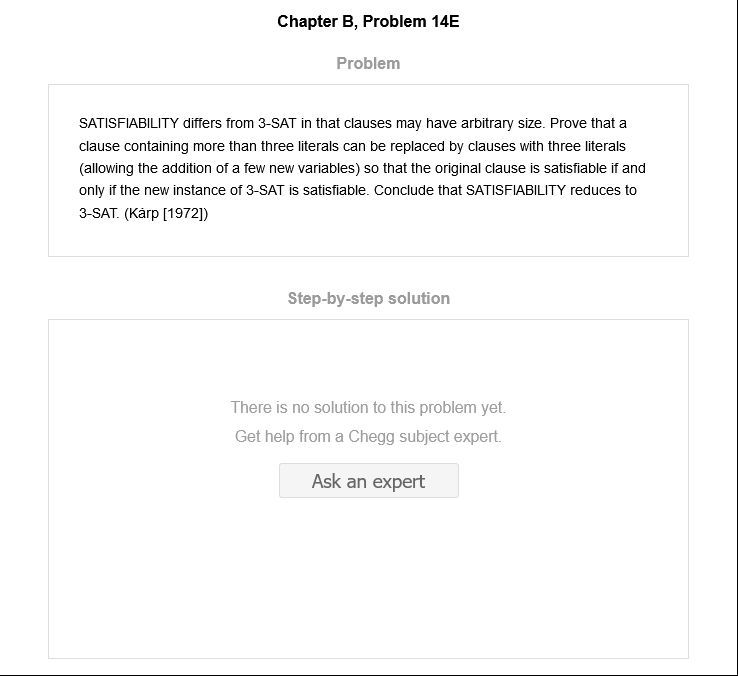 Chapter B, Problem 14E
Problem
SATISFIABILITY differs from 3-SAT in that clauses may have arbitrary size. Prove that a
clause containing more than three literals can be replaced by clauses with three literals
(allowing the addition of a few new variables) so that the original clause is satisfiable if and
only if the new instance of 3-SAT is satisfiable. Conclude that SATISFIABILITY reduces to
3-SAT. (Kárp [1972])
Step-by-step solution
There is no solution to this problem yet.
Get help from a Chegg subject expert.
Ask an expert